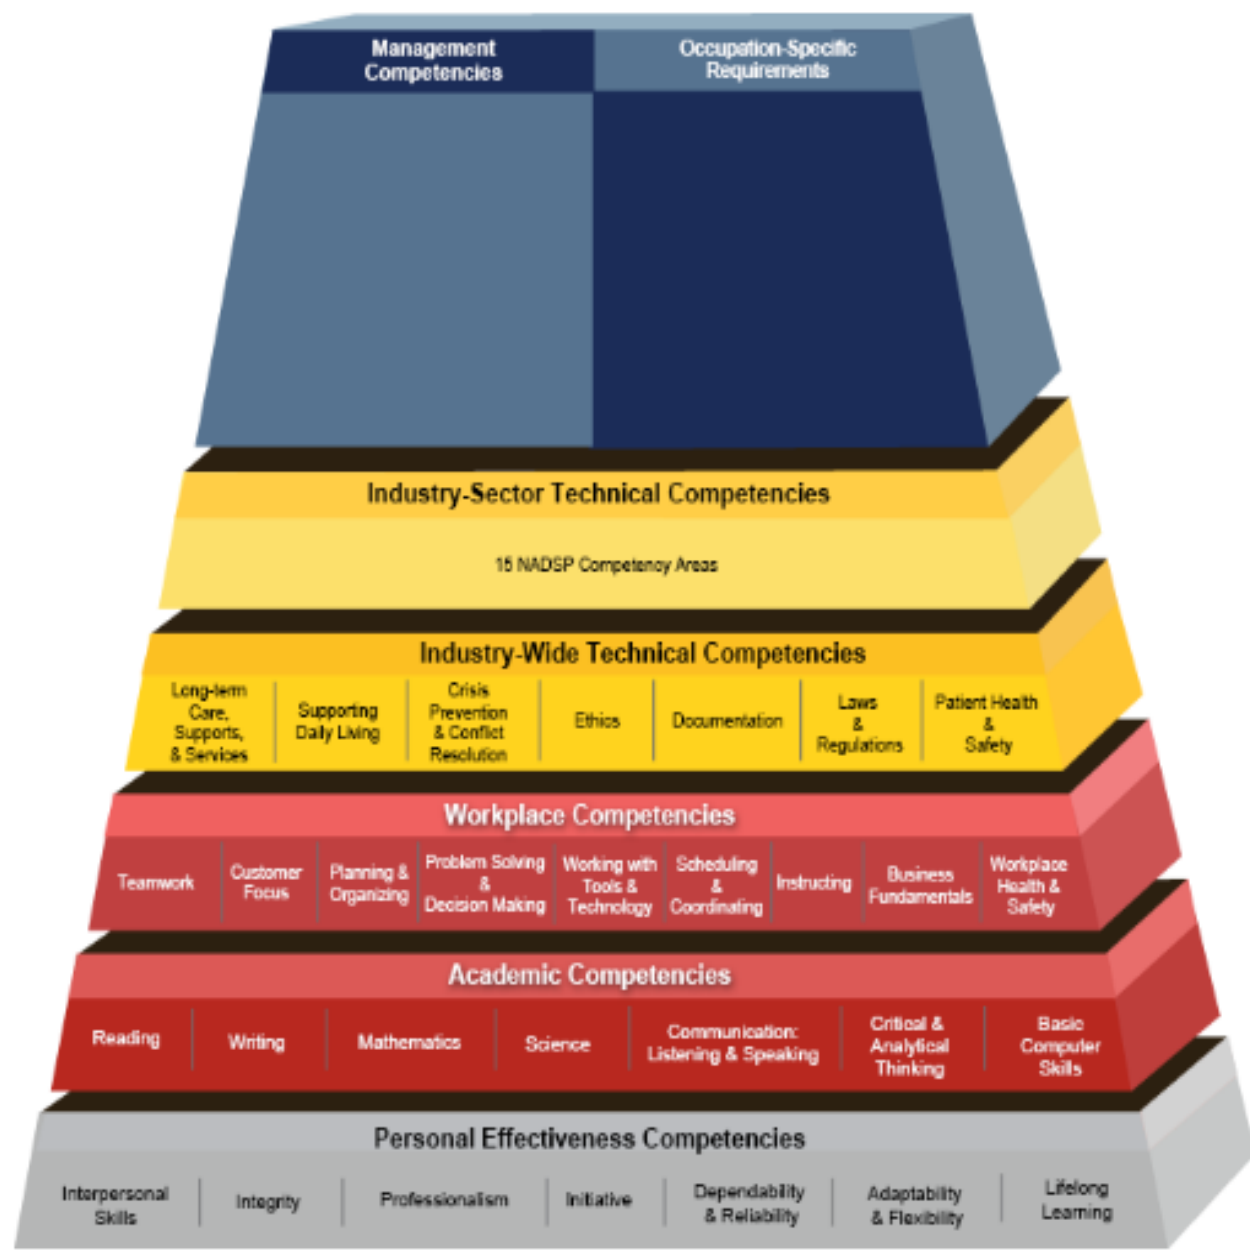 Management
Competencies
Occupation-Specific
Requirements
Industry-Sector Technical Competencies
15 NADSP Competency Areas
Industry-Wide Technical Competencies
Long-term
Care,
Supports,
& Services
Supporting
Daily Living
Crisis
Prevention
& Conflict
Resolution
Ethics
Documentation
Laws
&
Regulations
Patient Health
&
Safety
Workplace Competencies
Teamwork
Customer
Focus
Planning &
Organizing
Problem Solving
&
Decision Making
Working with
Tools &
Technology
Scheduling
&
Coordinating
Instructing
Business
Fundamentals
Workplace
Health &
Safety
Academic Competencies
Reading
Writing
Mathematics
Science
Communication:
Listening & Speaking
Critical &
Analytical
Thinking
Basic
Computer
Skills
Personal Effectiveness Competencies
Interpersonal
Skills
Integrity
Professionalism
Initiative
Dependability
& Reliability
Adaptability
& Flexibility
Lifelong
Learning